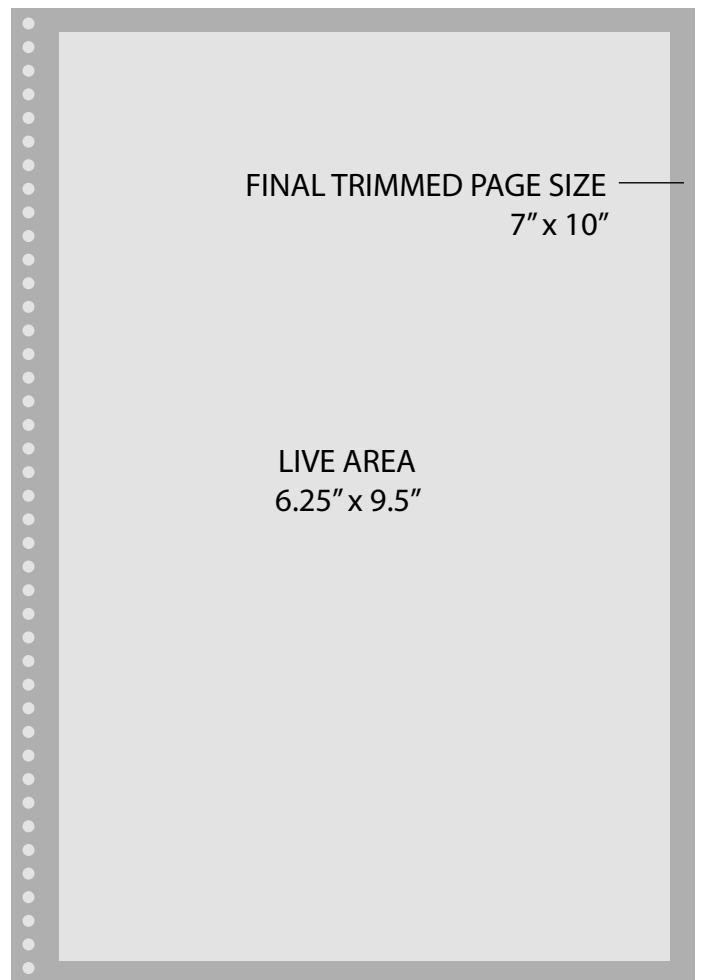 FINAL TRIMMED PAGE SIZE
7” x 10”
LIVE AREA
6.25” x 9.5”